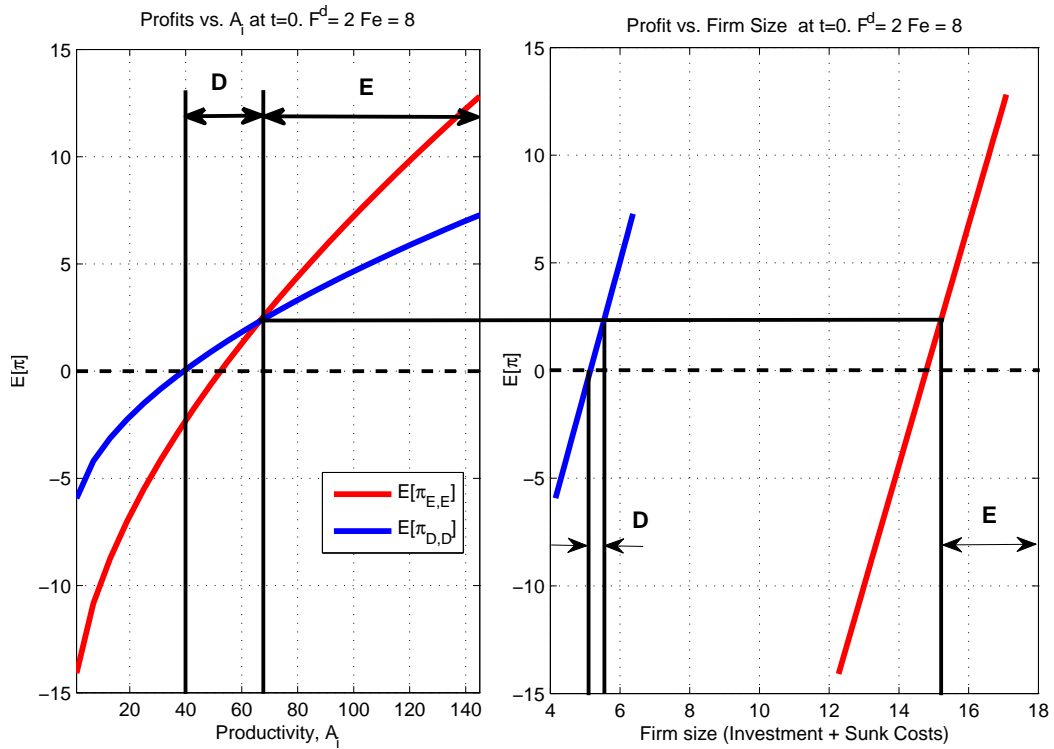 Profits vs. A_i at t=0. F^d= 2 Fe = 8
15
10
5
0
−5
−10
−15
E[π]
D
E
E[π_E,E]
E[π_D,D]
20 40 60 80 100 120 140
Productivity, A_i
Profit vs. Firm Size at t=0. F^d= 2 Fe = 8
15
10
5
0
−5
−10
−15
E[π]
D
E
4 6 8 10 12 14 16 18
Firm size (Investment + Sunk Costs)